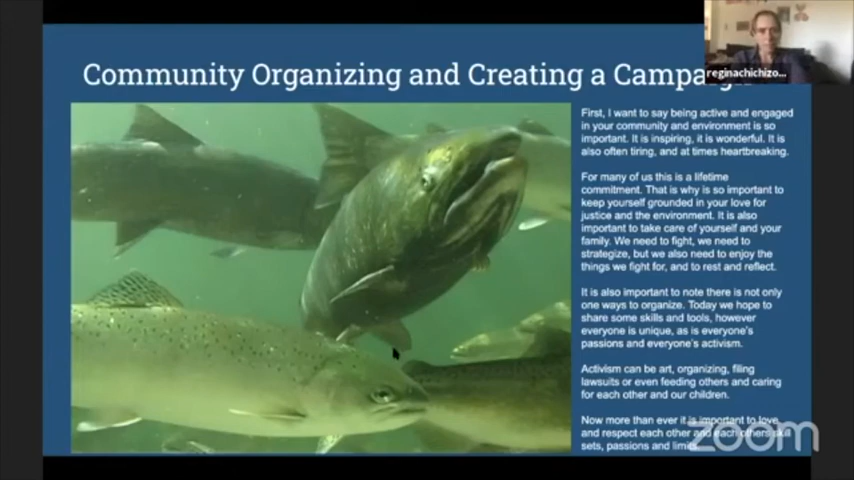 Community Organizing and Creating a Campaign
reginachichizo...
First, I want to say being active and engaged
in your community and environment is so
important. It is inspiring, it is wonderful. It is
also often tiring, and at times heartbreaking.
For many of us this is a lifetime
commitment. That is why is so important to
keep yourself grounded in your love for
justice and the environment. It is also
important to take care of yourself and your
family. We need to fight, we need to
strategize, but we also need to enjoy the
things we fight for, and to rest and reflect.
It is also important to note there is not only
one ways to organize. Today we hope to
share some skills and tools, however
everyone is unique, as is everyone's
passions and everyone's activism.
Activism can be art, organizing, filing
lawsuits or even feeding others and caring
for each other and our children.
Now more than ever it is important to love
and respect each other and each others skill
sets, passions and limits.
zoom